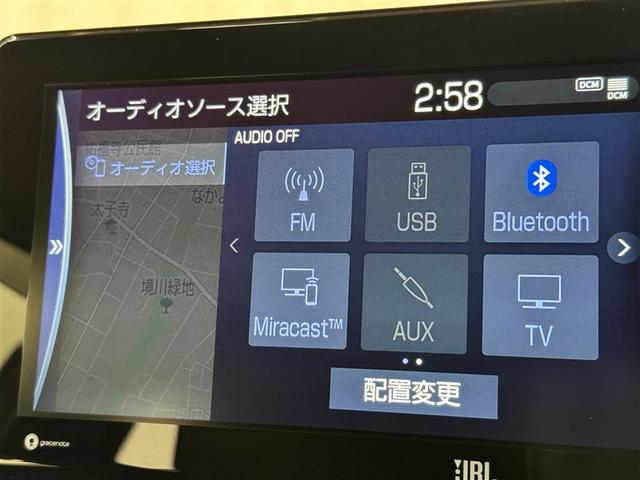 オーディオソース選択
2:58
DCM
DCM
AUDIO OFF
オーディオ選択
太子寺
境川緑地
FM
USB
Bluetooth
Miracast™
AUX
TV
配置変更
gracenote
JBL